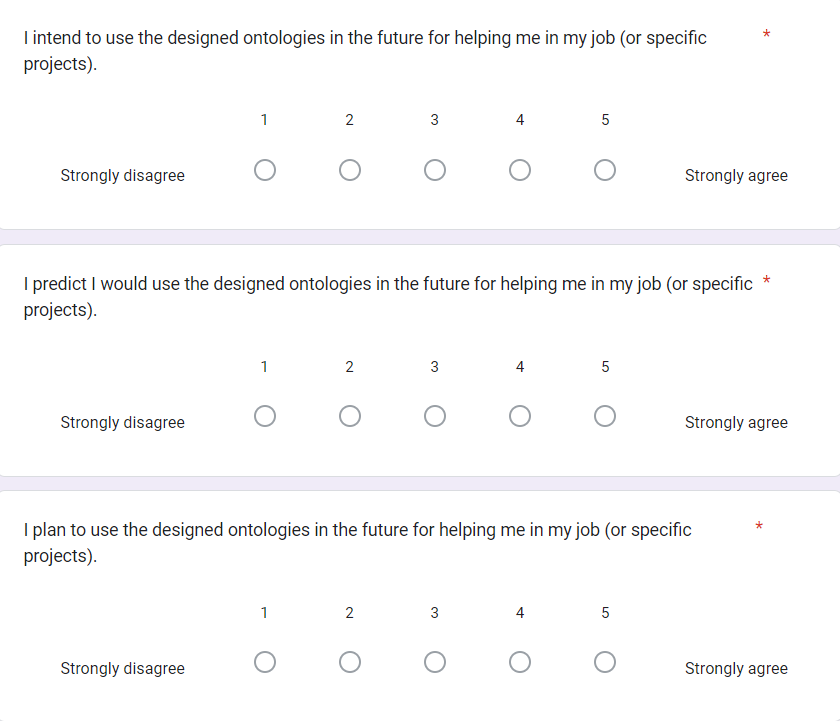 I intend to use the designed ontologies in the future for helping me in my job (or specific *
projects).
1 2 3 4 5
Strongly disagree Strongly agree
I predict I would use the designed ontologies in the future for helping me in my job (or specific *
projects).
1 2 3 4 5
Strongly disagree Strongly agree
I plan to use the designed ontologies in the future for helping me in my job (or specific *
projects).
1 2 3 4 5
Strongly disagree Strongly agree